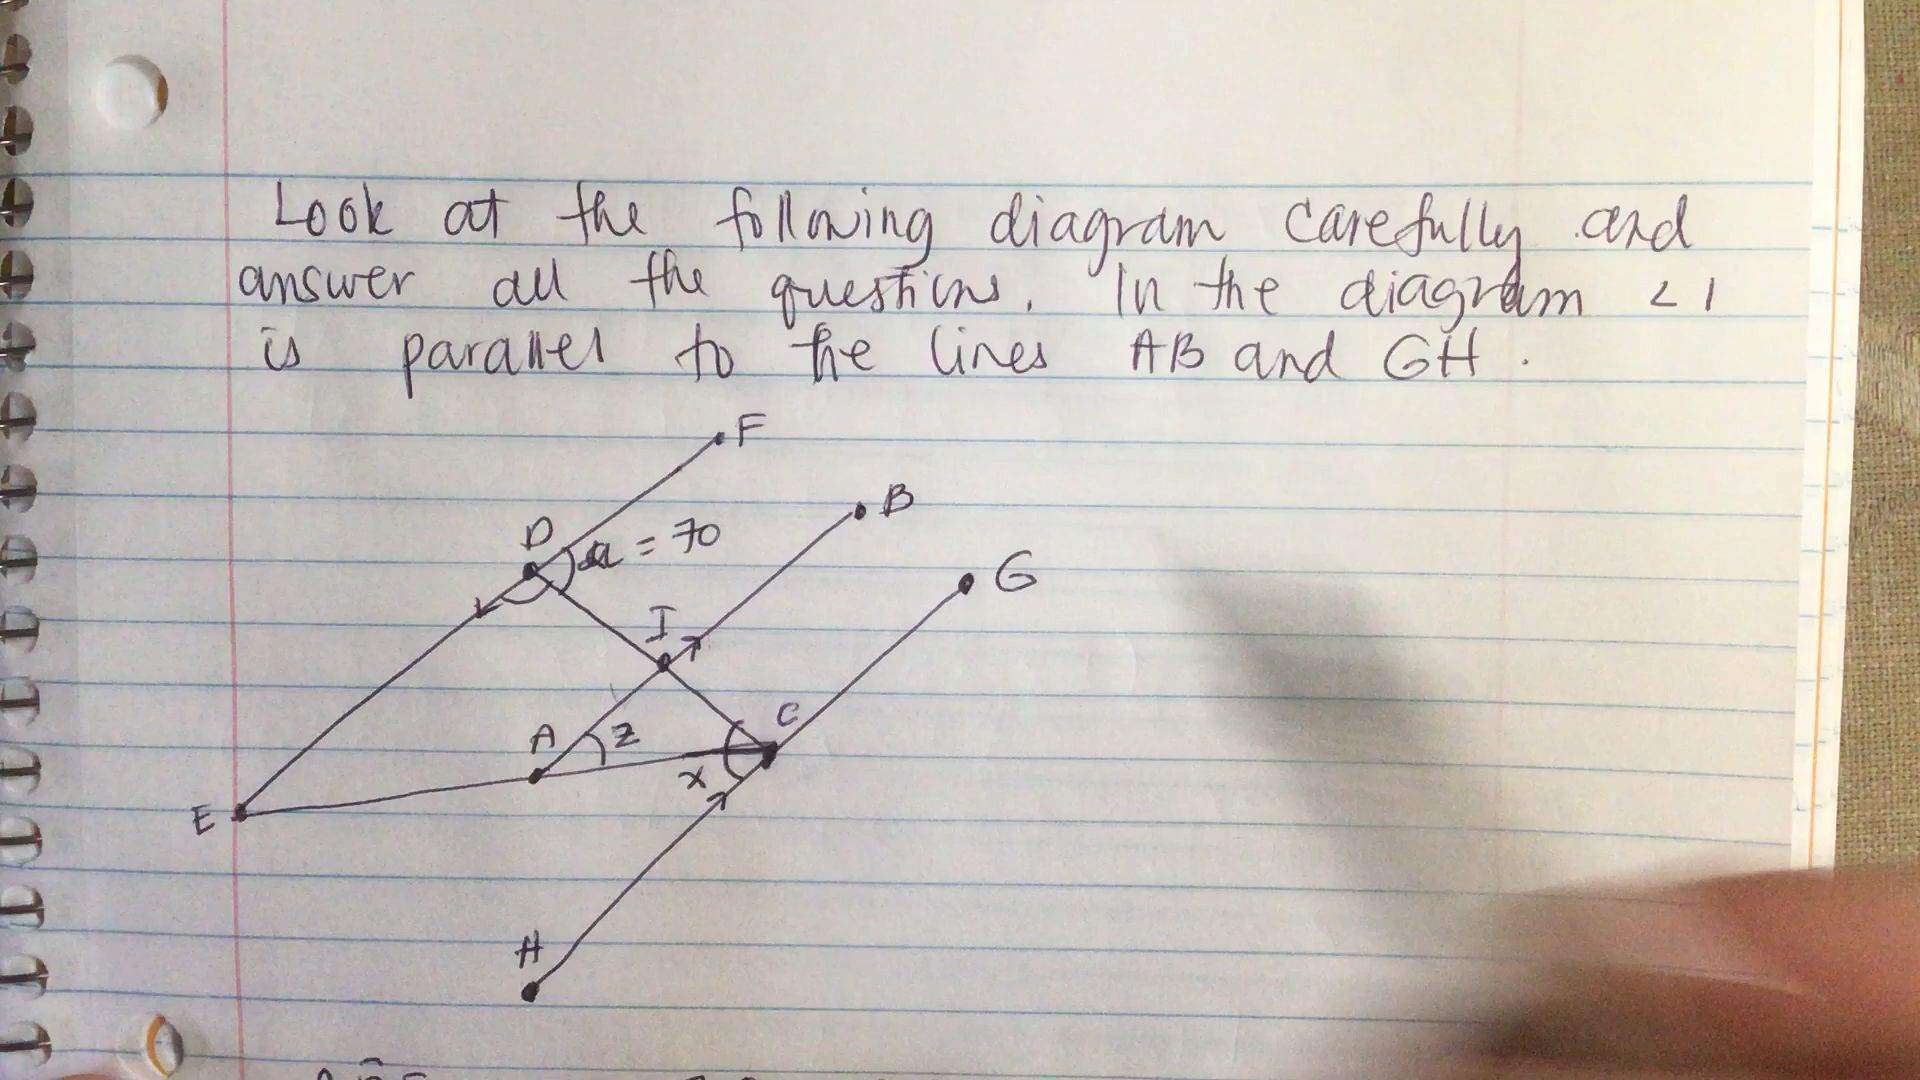 Look at the following diagram carefully and
answer all the questions. In the diagram <1
is parallel to the lines AB and GH.
F
B
D
a = 70
G
I
C
A
z
x
E
H